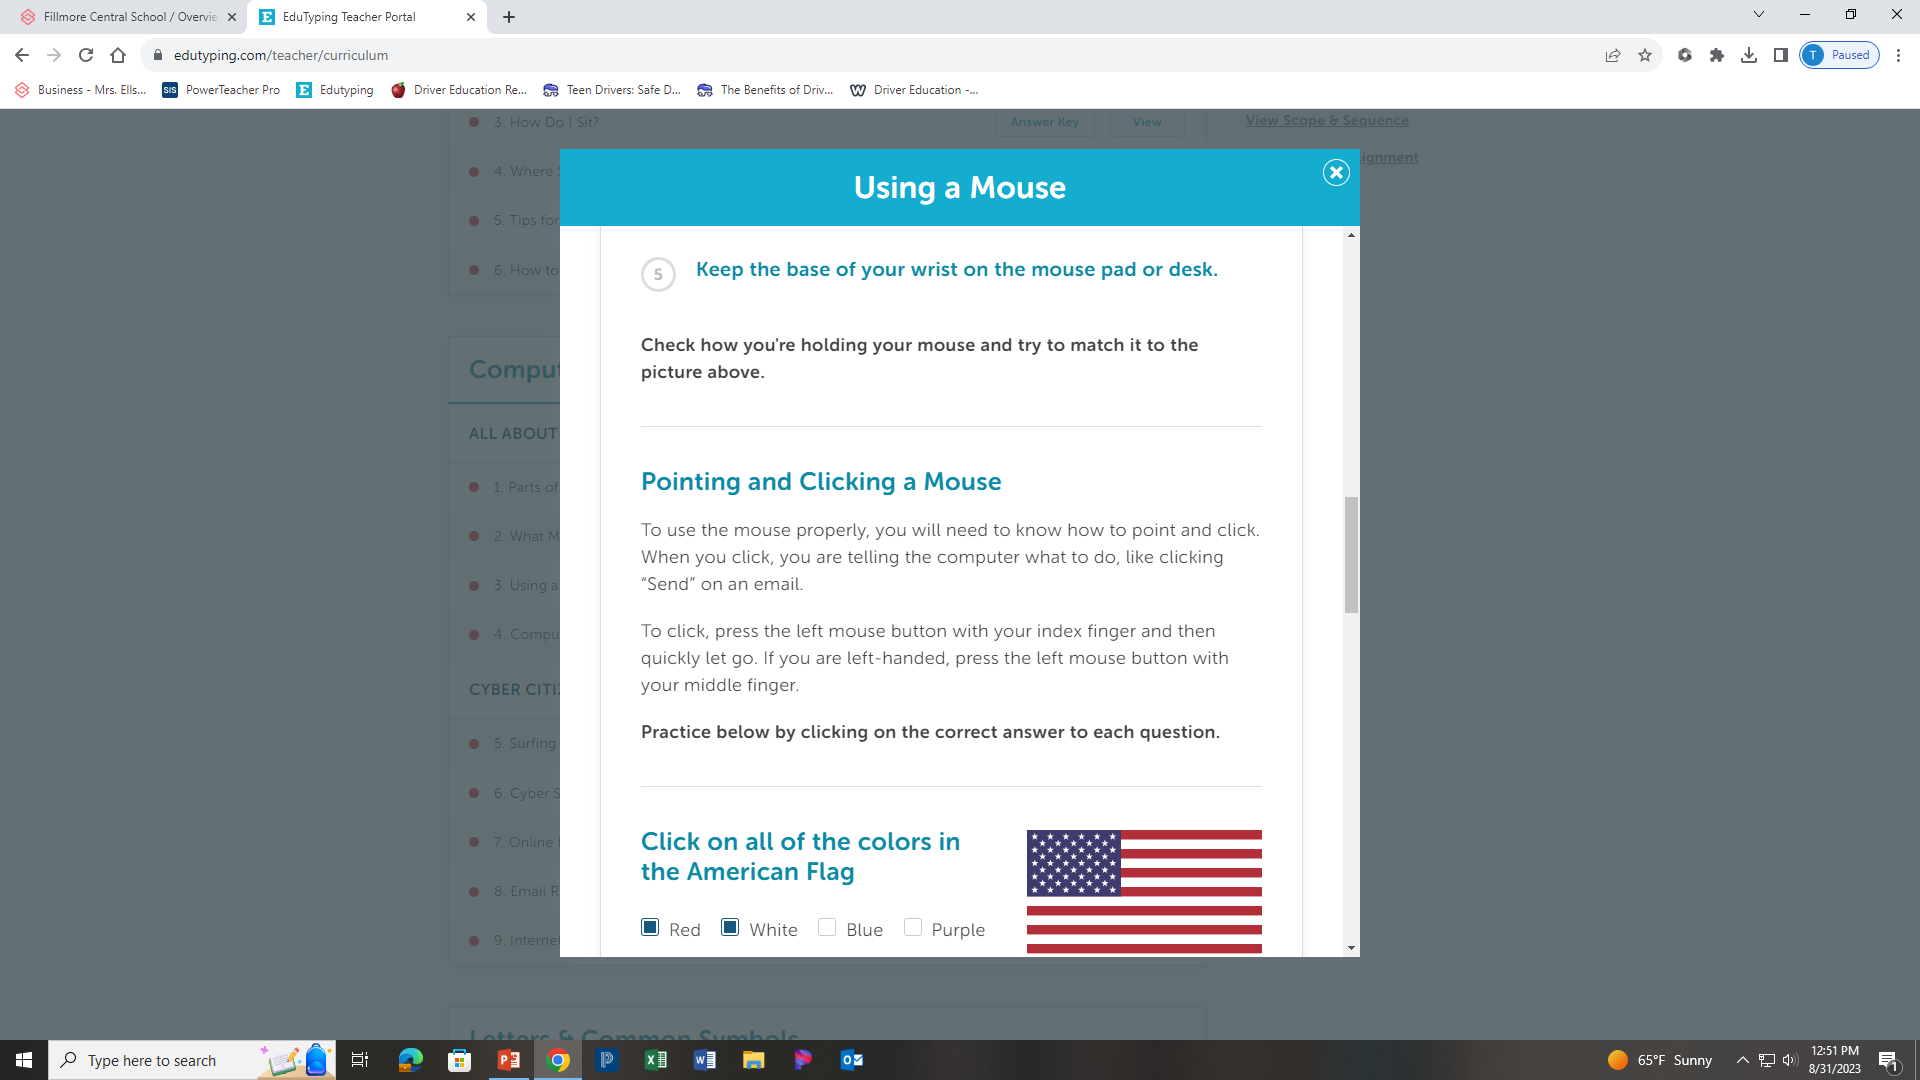 Fillmore Central School / Overvie
EduTyping Teacher Portal
edutyping.com/teacher/curriculum
T Paused
Business - Mrs. Ells...
SIS PowerTeacher Pro
E Edutyping
Driver Education Re...
Teen Drivers: Safe D...
The Benefits of Driv...
Driver Education -...
3. How Do I Sit?
Answer Key
View
View Scope & Sequence
4. Where
ignment
5. Tips for
6. How to
Using a Mouse
5 Keep the base of your wrist on the mouse pad or desk.
Check how you're holding your mouse and try to match it to the
picture above.
Pointing and Clicking a Mouse
To use the mouse properly, you will need to know how to point and click.
When you click, you are telling the computer what to do, like clicking
“Send” on an email.
To click, press the left mouse button with your index finger and then
quickly let go. If you are left-handed, press the left mouse button with
your middle finger.
Practice below by clicking on the correct answer to each question.
Click on all of the colors in
the American Flag
Red White Blue Purple
Comput
ALL ABOUT
1. Parts of
2. What M
3. Using a
4. Compu
CYBER CITIZ
5. Surfing
6. Cyber S
7. Online
8. Email R
9. Internet
Letters & Common Symbols
Type here to search
65°F Sunny
12:51 PM
8/31/2023
1